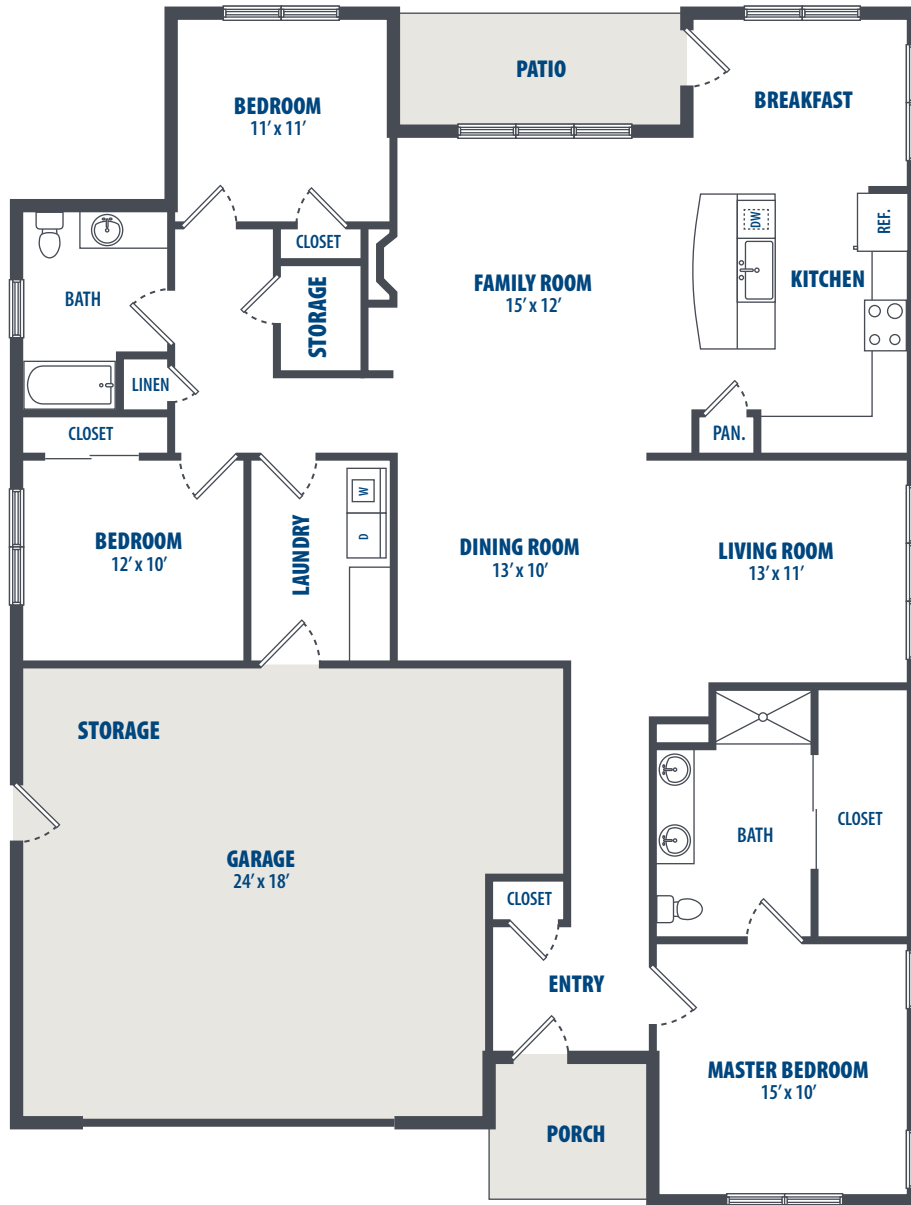 PATIO
BEDROOM
11’ x 11’
BREAKFAST
DW
REF.
CLOSET
FAMILY ROOM
15’ x 12’
KITCHEN
BATH
STORAGE
LINEN
CLOSET
PAN.
W
D
BEDROOM
12’ x 10’
LAUNDRY
DINING ROOM
13’ x 10’
LIVING ROOM
13’ x 11’
STORAGE
GARAGE
24’ x 18’
BATH
CLOSET
CLOSET
ENTRY
MASTER BEDROOM
15’ x 10’
PORCH